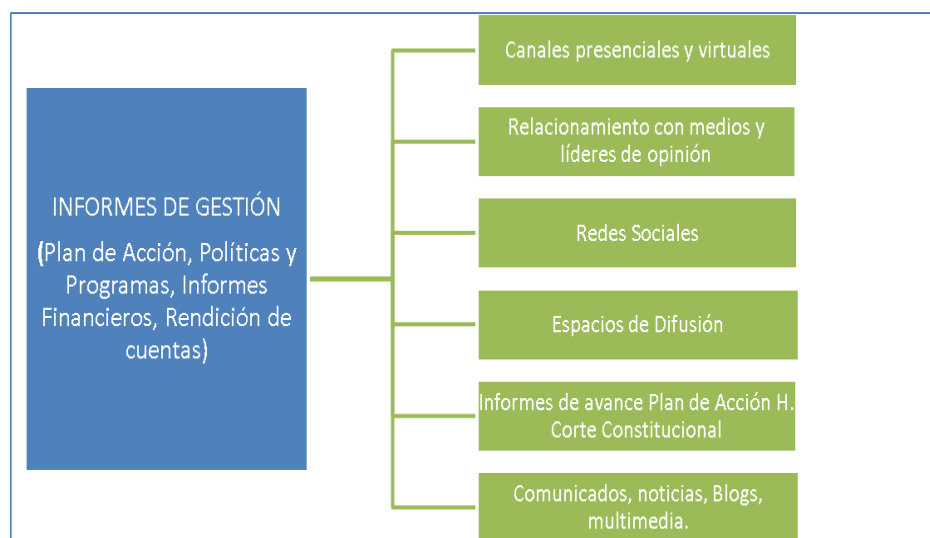 INFORMES DE GESTIÓN
(Plan de Acción, Políticas y
Programas, Informes
Financieros, Rendición de
cuentas)
Canales presenciales y virtuales
Relacionamiento con medios y
líderes de opinión
Redes Sociales
Espacios de Difusión
Informes de avance Plan de Acción H.
Corte Constitucional
Comunicados, noticias, Blogs,
multimedia.